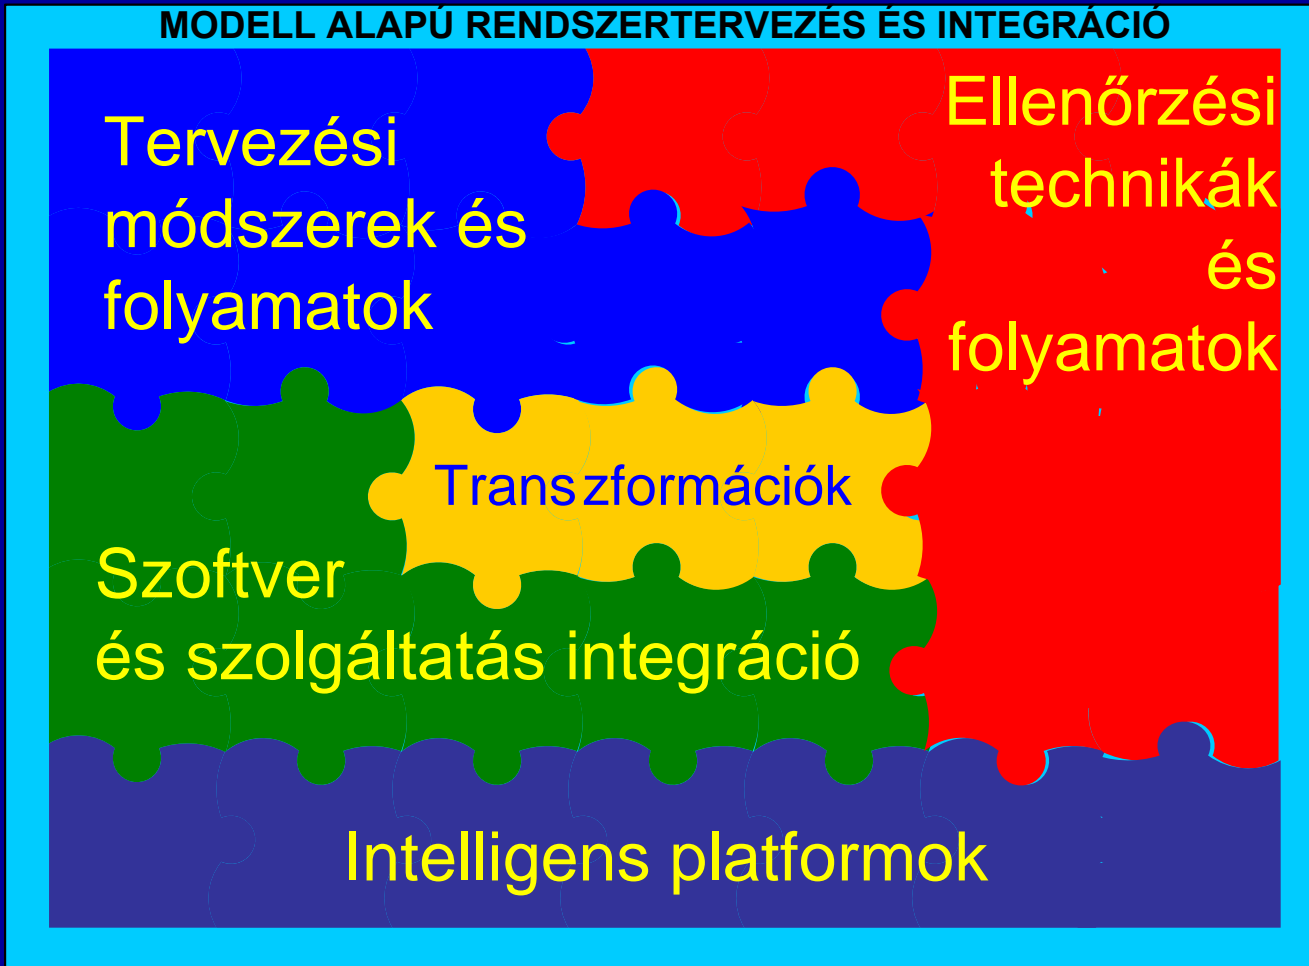 MODELL ALAPÚ RENDSZERTERVEZÉS ÉS INTEGRÁCIÓ
Tervezési
módszerek és
folyamatok
Ellenőrzési
technikák
és
folyamatok
Transzformációk
Szoftver
és szolgáltatás integráció
Intelligens platformok